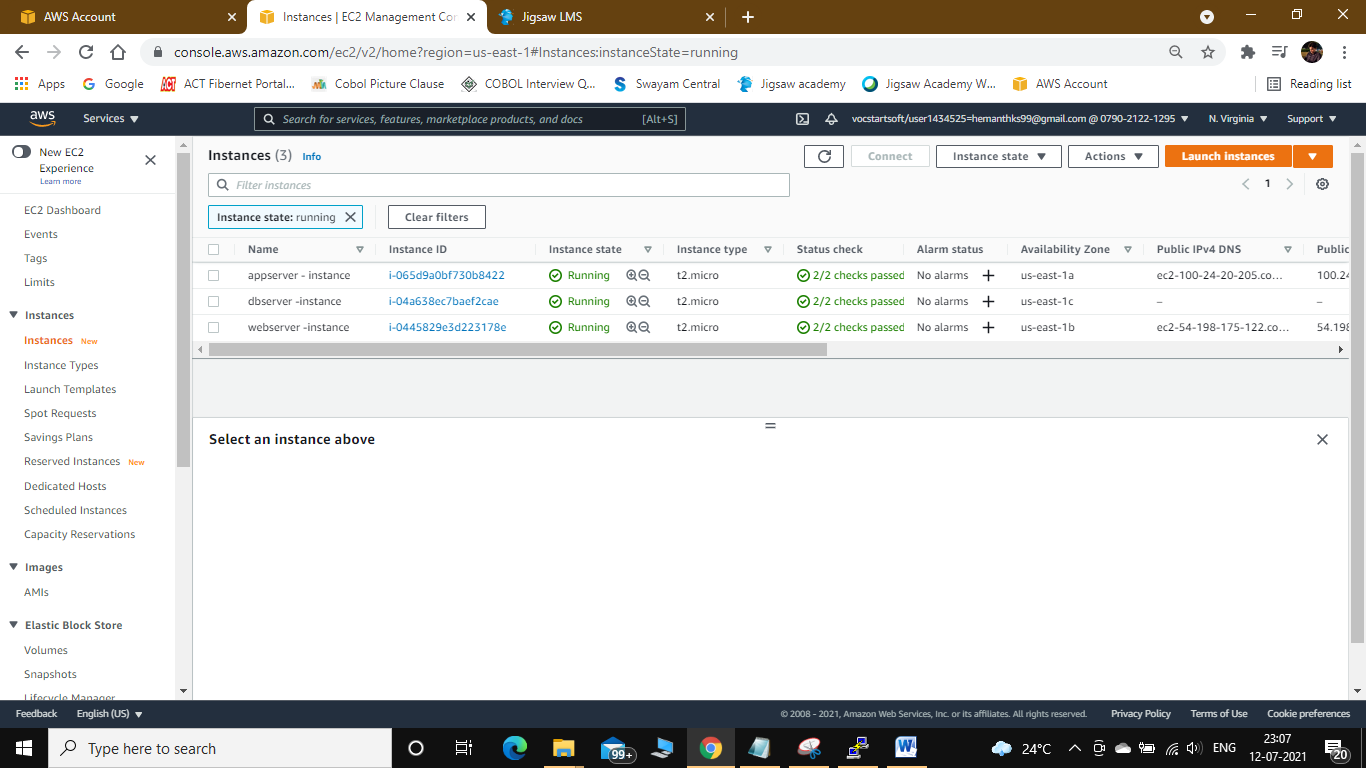 AWS Account
Instances | EC2 Management Con
Jigsaw LMS
console.aws.amazon.com/ec2/v2/home?region=us-east-1#Instances:instanceState=running
Apps
Google
ACT Fibernet Portal...
Cobol Picture Clause
COBOL Interview Q...
Swayam Central
Jigsaw academy
Jigsaw Academy W...
AWS Account
Reading list
aws
Services
Search for services, features, marketplace products, and docs
[Alt+S]
vocstartsoft/user1434525=hemanthks99@gmail.com @ 0790-2122-1295
N. Virginia
Support
New EC2
Experience
Learn more
EC2 Dashboard
Events
Tags
Limits
Instances
Instances New
Instance Types
Launch Templates
Spot Requests
Savings Plans
Reserved Instances New
Dedicated Hosts
Scheduled Instances
Capacity Reservations
Images
AMIs
Elastic Block Store
Volumes
Snapshots
Lifecycle Manager
Instances (3) Info
Connect
Instance state
Actions
Launch instances
Filter instances
1
Instance state: running
Clear filters
Name Instance ID Instance state Instance type Status check Alarm status Availability Zone Public IPv4 DNS Public
appserver - instance i-065d9a0bf730b8422 Running t2.micro 2/2 checks passed No alarms + us-east-1a ec2-100-24-20-205.co... 100.24
dbserver -instance i-04a638ec7baef2cae Running t2.micro 2/2 checks passed No alarms + us-east-1c – –
webserver -instance i-0445829e3d223178e Running t2.micro 2/2 checks passed No alarms + us-east-1b ec2-54-198-175-122.co... 54.198
Select an instance above
Feedback
English (US)
© 2008 - 2021, Amazon Web Services, Inc. or its affiliates. All rights reserved.
Privacy Policy
Terms of Use
Cookie preferences
Type here to search
99+
24°C
ENG
23:07
12-07-2021
20